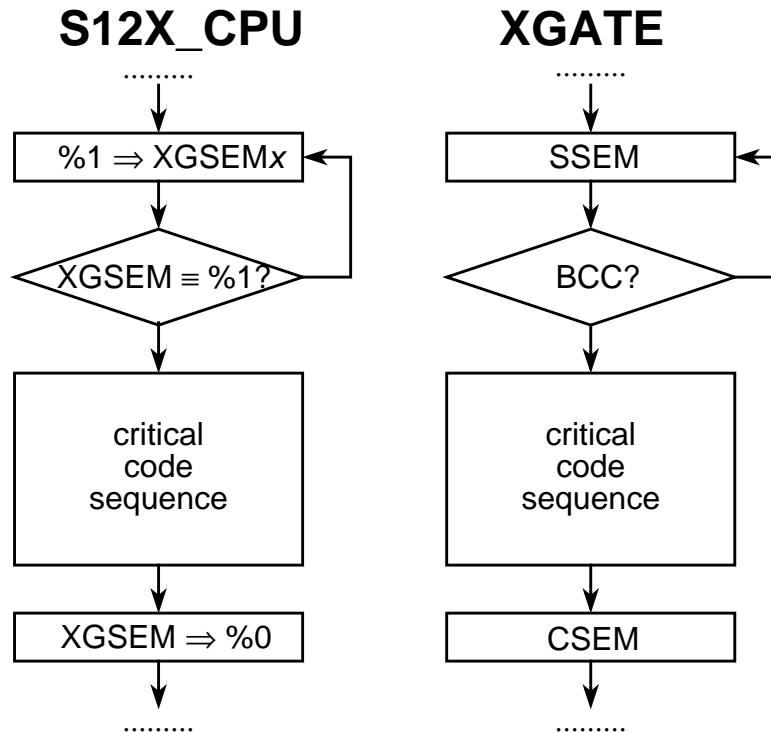 S12X_CPU
.........
%1 ⇒ XGSEMx
XGSEM ≡ %1?
critical
code
sequence
XGSEM ⇒ %0
.........
XGATE
.........
SSEM
BCC?
critical
code
sequence
CSEM
.........